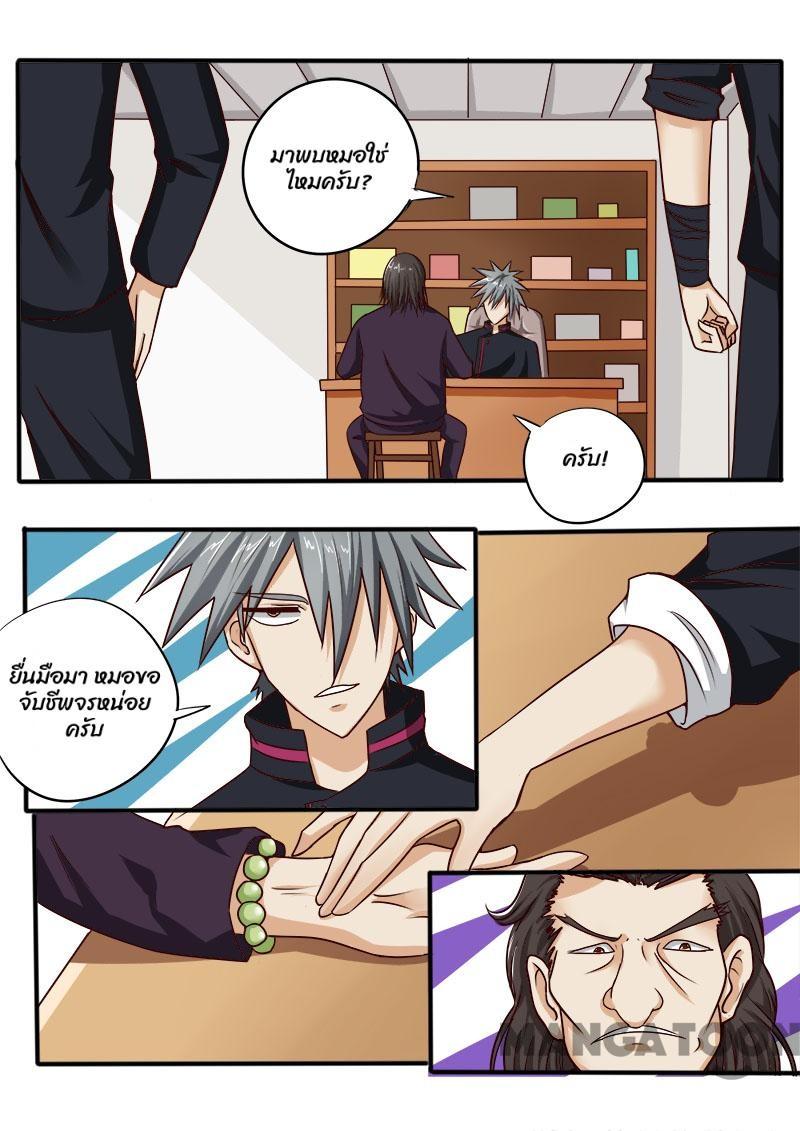 มาพบหมอใช่
ไหมครับ?
ครับ!
ยื่นมือมา หมอขอ
จับชีพจรหน่อย
ครับ
MANGATOON